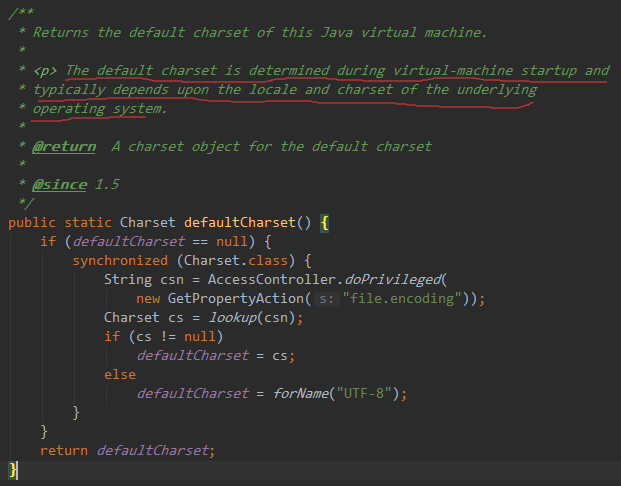 /**
 * Returns the default charset of this Java virtual machine.
 *
 * <p> The default charset is determined during virtual-machine startup and
 * typically depends upon the locale and charset of the underlying
 * operating system.
 *
 * @return  A charset object for the default charset
 *
 * @since 1.5
 */
public static Charset defaultCharset() {
    if (defaultCharset == null) {
        synchronized (Charset.class) {
            String csn = AccessController.doPrivileged(
                new GetPropertyAction( s: "file.encoding"));
            Charset cs = lookup(csn);
            if (cs != null)
                defaultCharset = cs;
            else
                defaultCharset = forName("UTF-8");
        }
    }
    return defaultCharset;
}